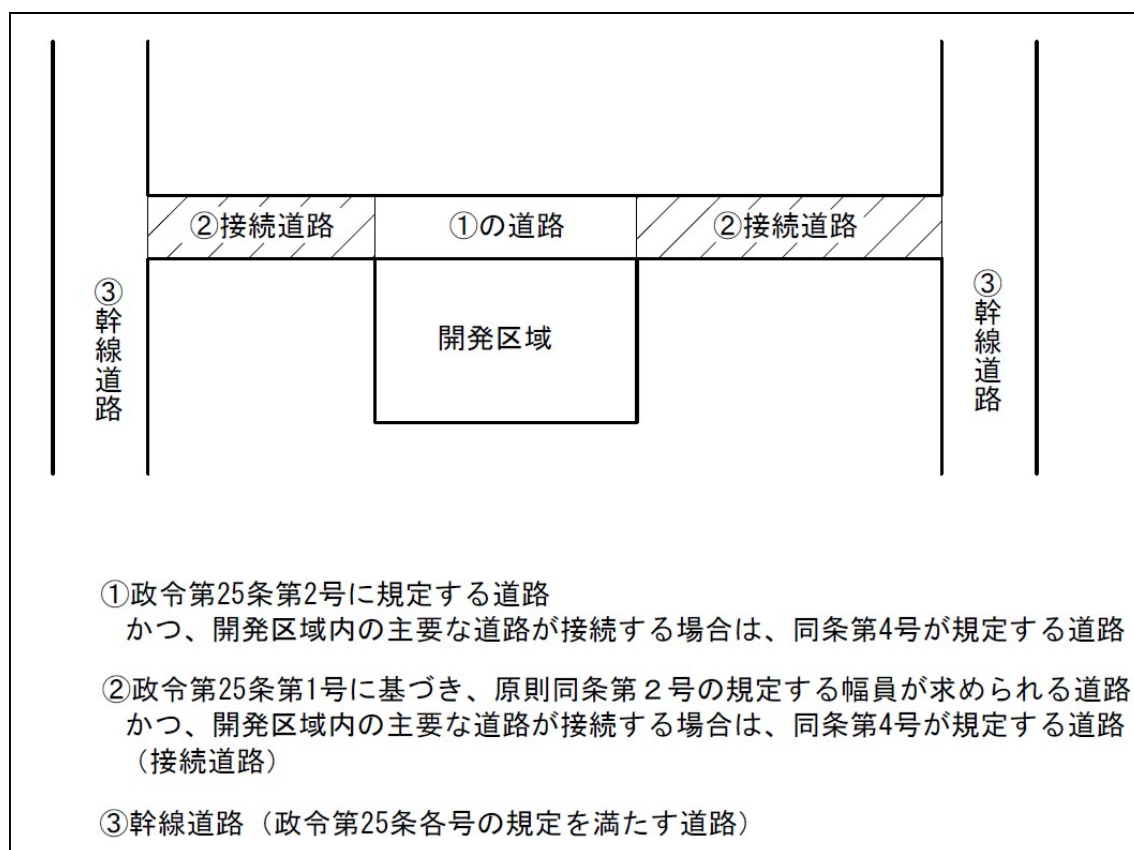 ②接続道路
①の道路
②接続道路
③幹線道路
開発区域
③幹線道路
①政令第25条第2号に規定する道路
かつ、開発区域内の主要な道路が接続する場合は、同条第4号が規定する道路
②政令第25条第1号に基づき、原則同条第２号の規定する幅員が求められる道路
かつ、開発区域内の主要な道路が接続する場合は、同条第4号が規定する道路
（接続道路）
③幹線道路（政令第25条各号の規定を満たす道路）